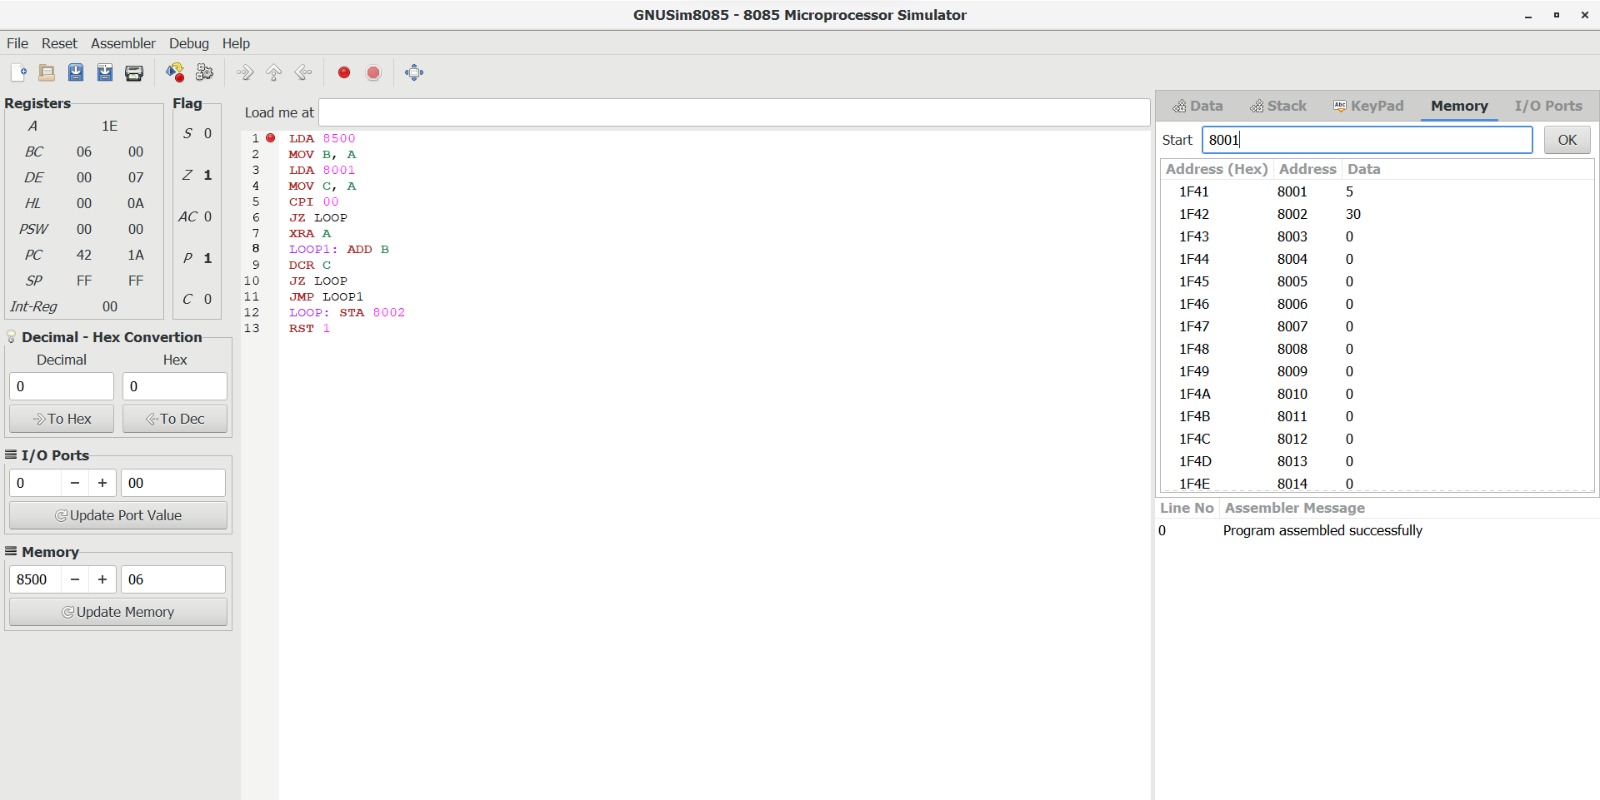 GNUSim8085 - 8085 Microprocessor Simulator
File Reset Assembler Debug Help
Registers
A 1E
BC 06 00
DE 00 07
HL 00 0A
PSW 00 00
PC 42 1A
SP FF FF
Int-Reg 00
Flag
S 0
Z 1
AC 0
P 1
C 0
Decimal - Hex Convertion
Decimal Hex
0 0
To Hex To Dec
I/O Ports
0 - + 00
Update Port Value
Memory
8500 - + 06
Update Memory
Load me at
1 LDA 8500
2 MOV B, A
3 LDA 8001
4 MOV C, A
5 CPI 00
6 JZ LOOP
7 XRA A
8 LOOP1: ADD B
9 DCR C
10 JZ LOOP
11 JMP LOOP1
12 LOOP: STA 8002
13 RST 1
Data Stack Abc KeyPad Memory I/O Ports
Start 8001 OK
Address (Hex) Address Data
1F41 8001 5
1F42 8002 30
1F43 8003 0
1F44 8004 0
1F45 8005 0
1F46 8006 0
1F47 8007 0
1F48 8008 0
1F49 8009 0
1F4A 8010 0
1F4B 8011 0
1F4C 8012 0
1F4D 8013 0
1F4E 8014 0
Line No Assembler Message
0 Program assembled successfully